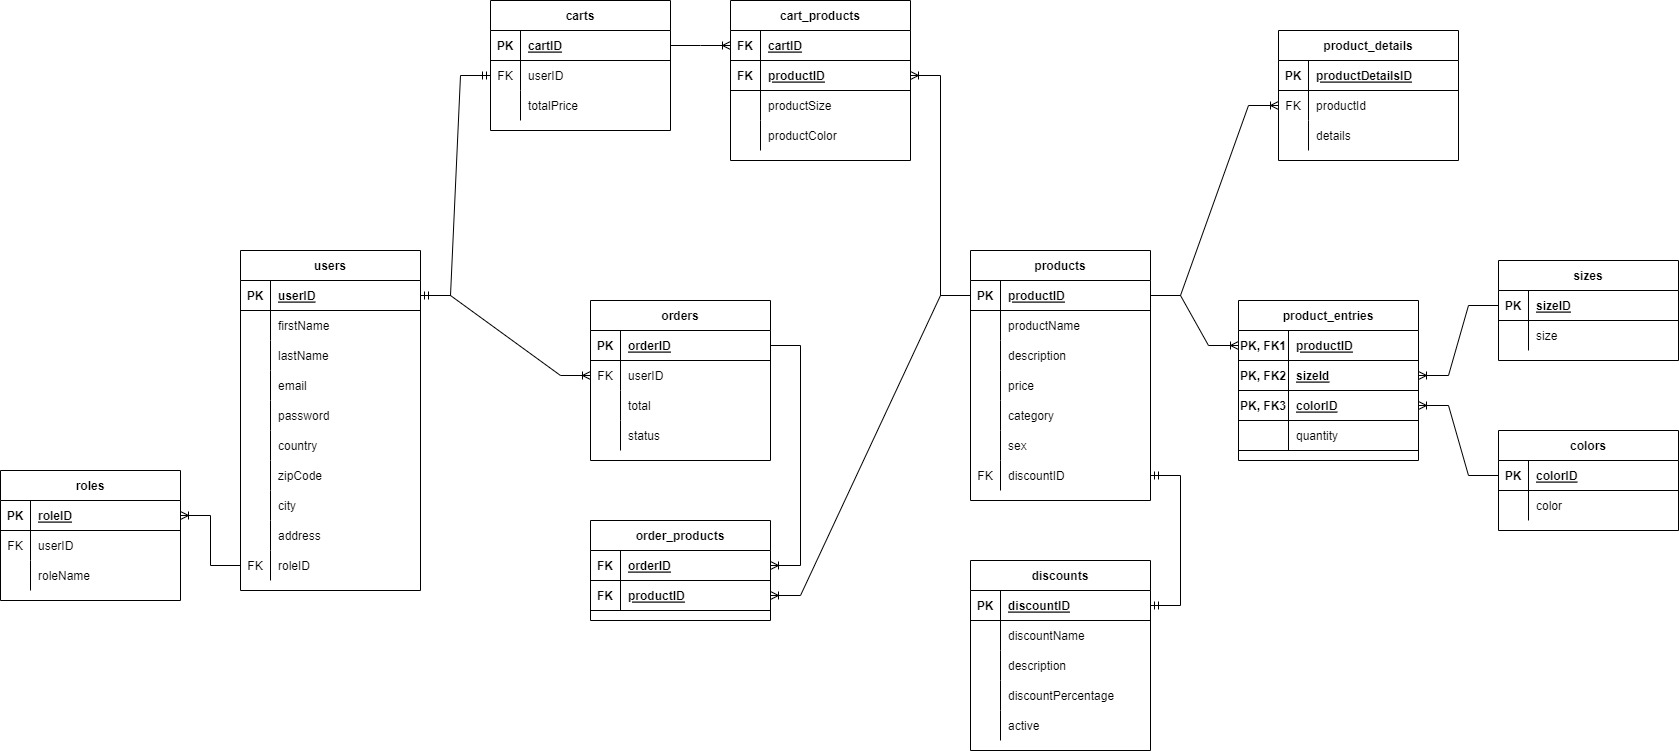 carts
PK cartID
FK userID
totalPrice
cart_products
FK cartID
FK productID
productSize
productColor
product_details
PK productDetailsID
FK productId
details
users
PK userID
firstName
lastName
email
password
country
zipCode
city
address
FK roleID
orders
PK orderID
FK userID
total
status
products
PK productID
productName
description
price
category
sex
FK discountID
product_entries
PK, FK1 productID
PK, FK2 sizeId
PK, FK3 colorID
quantity
sizes
PK sizeID
size
colors
PK colorID
color
roles
PK roleID
FK userID
roleName
order_products
FK orderID
FK productID
discounts
PK discountID
discountName
description
discountPercentage
active